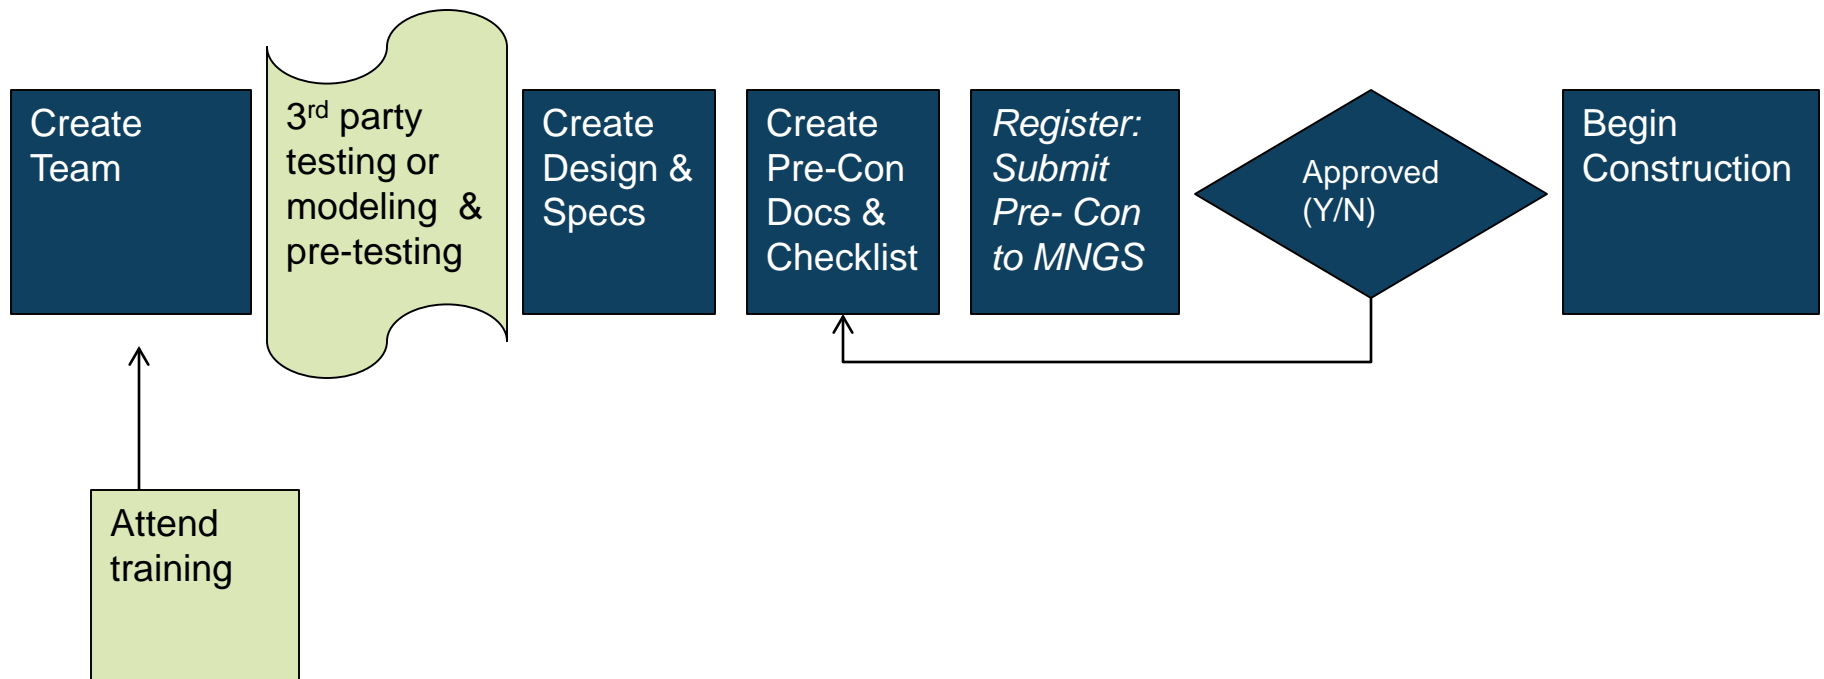 Create
Team
3rd party
testing or
modeling &
pre-testing
Create
Design &
Specs
Create
Pre-Con
Docs &
Checklist
Register:
Submit
Pre- Con
to MNGS
Approved
(Y/N)
Begin
Construction
Attend
training